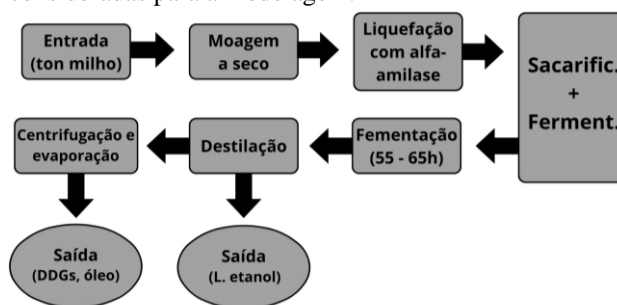 Entrada
(ton milho)
Moagem
a seco
Liquefação
com alfa-
amilase
Sacarific.
+
Ferment.
Fementação
(55 - 65h)
Destilação
Centrifugação e
evaporação
Saída
(DDGs, óleo)
Saída
(L. etanol)